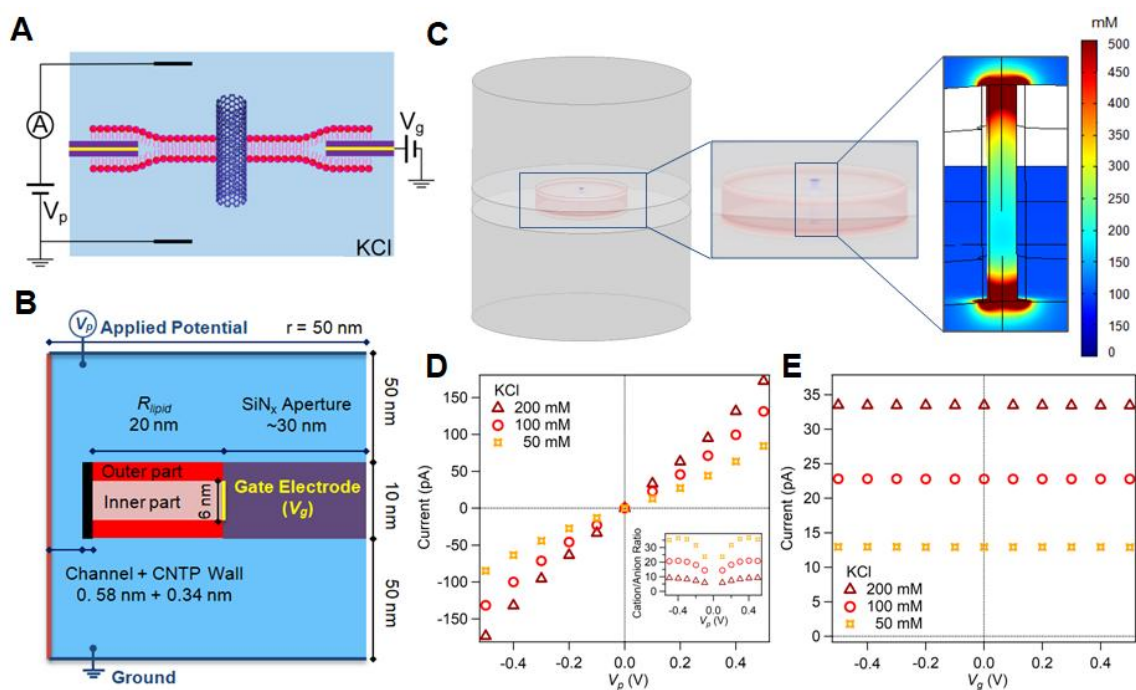 A
A
Vp
Vg
KCl
B
Vp Applied Potential
r = 50 nm
Rlipid
20 nm
SiNx Aperture
~30 nm
50 nm
Outer part
Inner part
6 nm
Gate Electrode
(Vg)
10 nm
Channel + CNTP Wall
0. 58 nm + 0.34 nm
50 nm
Ground
C
mM
500
450
400
350
300
250
200
150
100
150
0
D
KCl
200 mM
100 mM
50 mM
150
100
50
0
-50
-100
-150
Current (pA)
Cation/Anion Ratio
35
25
20
15
10
5
0
-0.4
0.0
0.4
Vp (V)
-0.4
-0.2
0.0
0.2
0.4
Vp (V)
E
35
30
25
20
15
10
5
0
Current (pA)
KCl
200 mM
100 mM
50 mM
-0.4
-0.2
0.0
0.2
0.4
Vg (V)